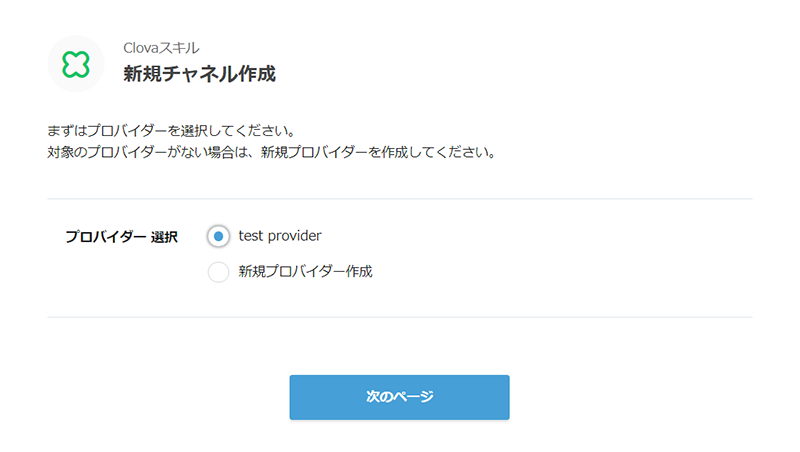 Clovaスキル
新規チャネル作成
まずはプロバイダーを選択してください。
対象のプロバイダーがない場合は、新規プロバイダーを作成してください。
プロバイダー 選択
test provider
新規プロバイダー作成
次のページ